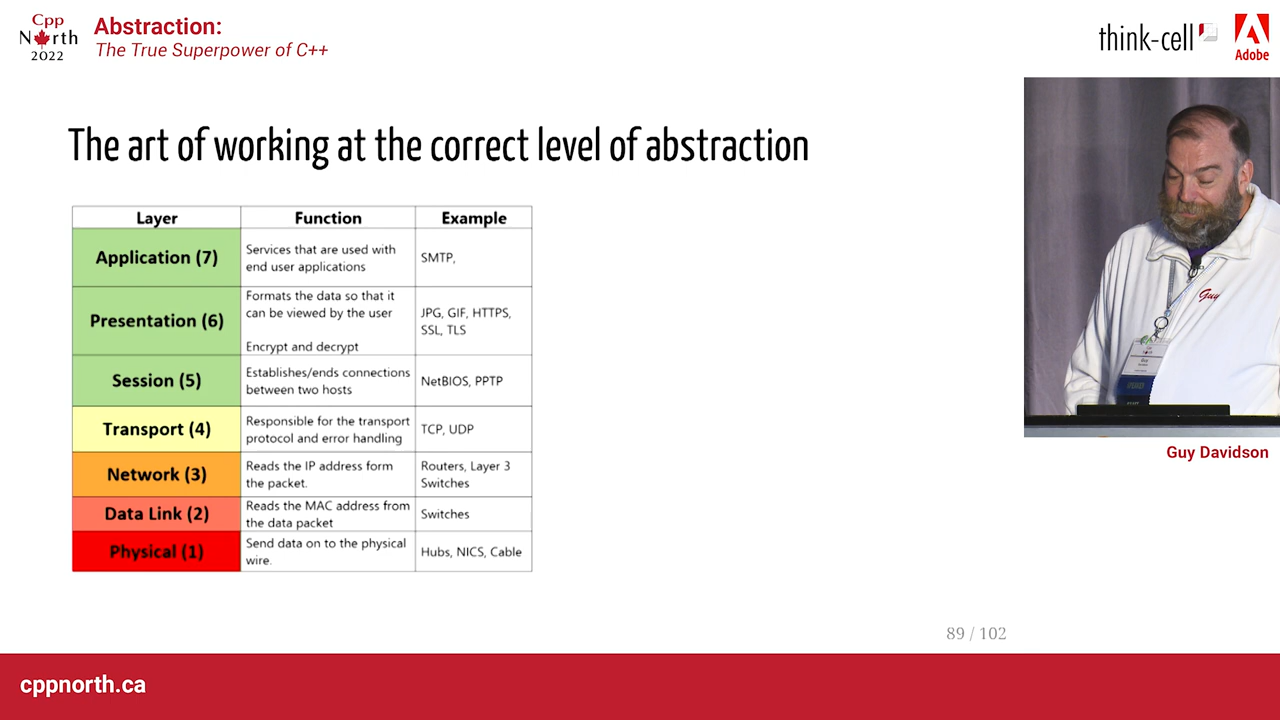 Cpp
North
2022
Abstraction:
The True Superpower of C++
think-cell
Adobe
The art of working at the correct level of abstraction
Layer Function Example
Application (7)
Services that are used with
end user applications
SMTP,
Presentation (6)
Formats the data so that it
can be viewed by the user
Encrypt and decrypt
JPG, GIF, HTTPS,
SSL, TLS
Session (5)
Establishes/ends connections
between two hosts
NetBIOS, PPTP
Transport (4)
Responsible for the transport
protocol and error handling
TCP, UDP
Network (3)
Reads the IP address form
the packet.
Routers, Layer 3
Switches
Data Link (2)
Reads the MAC address from
the data packet
Switches
Physical (1)
Send data on to the physical
wire.
Hubs, NICS, Cable
Guy
Guy Davidson
89 / 102
cppnorth.ca